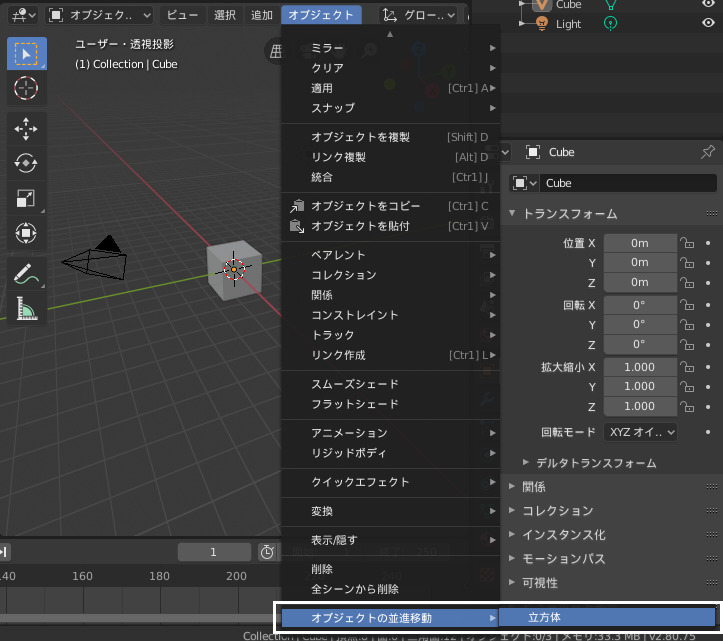 オブジェク..
ビュー
選択
追加
オブジェクト
グロー..
ユーザー・透視投影
(1) Collection | Cube
ミラー
クリア
適用 [Ctrl] A
スナップ
オブジェクトを複製 [Shift] D
リンク複製 [Alt] D
統合 [Ctrl] J
オブジェクトをコピー [Ctrl] C
オブジェクトを貼付 [Ctrl] V
ペアレント
コレクション
関係
コンストレイント
トラック
リンク作成 [Ctrl] L
スムーズシェード
フラットシェード
アニメーション
リジッドボディ
クイックエフェクト
変換
表示/隠す
削除
全シーンから削除
オブジェクトの並進移動
立方体
Cube
Light
Cube
Cube
トランスフォーム
位置 X 0m
Y 0m
Z 0m
回転 X 0°
Y 0°
Z 0°
拡大縮小 X 1.000
Y 1.000
Z 1.000
回転モード XYZ オイ..
デルタトランスフォーム
関係
コレクション
インスタンス化
モーションパス
可視性
1
140 160 180 200